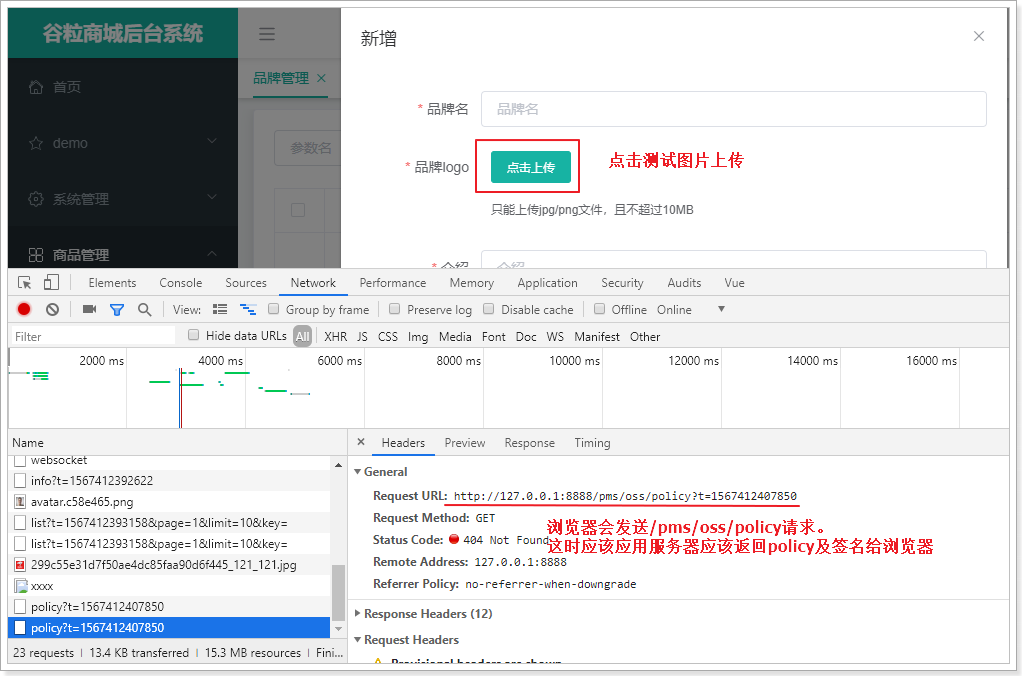 谷粒商城后台系统
新增
首页
品牌管理
* 品牌名
品牌名
demo
参数名
* 品牌logo
点击上传
点击测试图片上传
系统管理
只能上传jpg/png文件，且不超过10MB
商品管理
* 介绍
介绍
Elements Console Sources Network Performance Memory Application Security Audits Vue
View: Group by frame Preserve log Disable cache Offline Online
Filter Hide data URLs All XHR JS CSS Img Media Font Doc WS Manifest Other
2000 ms 4000 ms 6000 ms 8000 ms 10000 ms 12000 ms 14000 ms 16000 ms
Name
websocket
info?t=1567412392622
avatar.c58e465.png
list?t=1567412393158&page=1&limit=10&key=
list?t=1567412393158&page=1&limit=10&key=
299c55e31d7f50ae4dc85faa90d6f445_121_121.jpg
xxxx
policy?t=1567412407850
policy?t=1567412407850
23 requests 13.4 KB transferred 15.3 MB resources Fini...
Headers Preview Response Timing
General
Request URL: http://127.0.0.1:8888/pms/oss/policy?t=1567412407850
Request Method: GET
Status Code: 404 Not Found
浏览器会发送/pms/oss/policy请求。
这时应该应用服务器应该返回policy及签名给浏览器
Remote Address: 127.0.0.1:8888
Referrer Policy: no-referrer-when-downgrade
Response Headers (12)
Request Headers
Provisional headers are shown